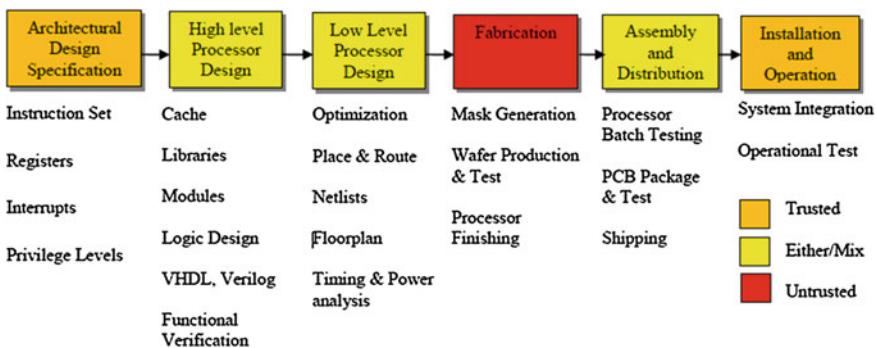 Architectural
Design
Specification
High level
Processor
Design
Low Level
Processor
Design
Fabrication
Assembly
and
Distribution
Installation
and
Operation
Instruction Set
Registers
Interrupts
Privilege Levels
Cache
Libraries
Modules
Logic Design
VHDL, Verilog
Functional
Verification
Optimization
Place & Route
Netlists
Floorplan
Timing & Power
analysis
Mask Generation
Wafer Production
& Test
Processor
Finishing
Processor
Batch Testing
PCB Package
& Test
Shipping
System Integration
Operational Test
Trusted
Either/Mix
Untrusted